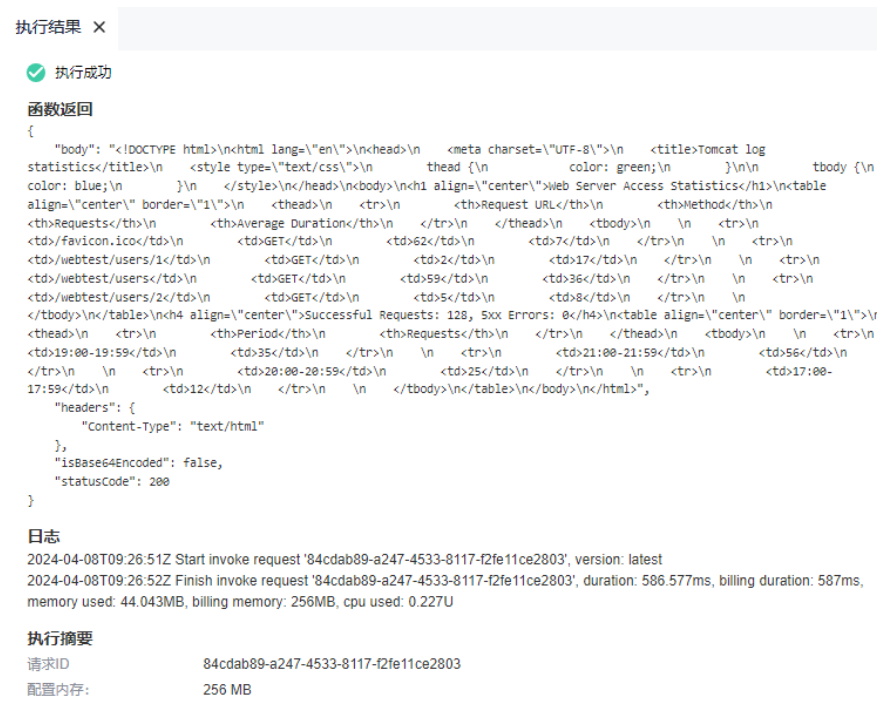 执行结果 ×
执行成功
函数返回
{
    "body": "<!DOCTYPE html>\n<html lang=\"en\">\n<head>\n    <meta charset=\"UTF-8\">\n    <title>Tomcat log
statistics</title>\n    <style type=\"text/css\">\n        thead {\n            color: green;\n        }\n\n        tbody {\n
color: blue;\n        }\n    </style>\n</head>\n<body>\n<h1 align=\"center\">Web Server Access Statistics</h1>\n<table
align=\"center\" border=\"1\">\n    <thead>\n    <tr>\n        <th>Request URL</th>\n        <th>Method</th>\n
<th>Requests</th>\n        <th>Average Duration</th>\n    </tr>\n    </thead>\n    <tbody>\n    \n    <tr>\n
<td>/favicon.ico</td>\n        <td>GET</td>\n        <td>62</td>\n        <td>7</td>\n    </tr>\n    \n    <tr>\n
<td>/webtest/users/1</td>\n        <td>GET</td>\n        <td>2</td>\n        <td>17</td>\n    </tr>\n    \n    <tr>\n
<td>/webtest/users</td>\n        <td>GET</td>\n        <td>59</td>\n        <td>36</td>\n    </tr>\n    \n    <tr>\n
<td>/webtest/users/2</td>\n        <td>GET</td>\n        <td>5</td>\n        <td>8</td>\n    </tr>\n    \n
</tbody>\n</table>\n<h4 align=\"center\">Successful Requests: 128, 5xx Errors: 0</h4>\n<table align=\"center\" border=\"1\">\n
<thead>\n    <tr>\n        <th>Period</th>\n        <th>Requests</th>\n    </tr>\n    </thead>\n    <tbody>\n    \n    <tr>\n
<td>19:00-19:59</td>\n        <td>35</td>\n    </tr>\n    \n    <tr>\n        <td>21:00-21:59</td>\n        <td>56</td>\n
</tr>\n    \n    <tr>\n        <td>20:00-20:59</td>\n        <td>25</td>\n    </tr>\n    \n    <tr>\n        <td>17:00-
17:59</td>\n        <td>12</td>\n    </tr>\n    \n    </tbody>\n</table>\n</body>\n</html>",
    "headers": {
        "Content-Type": "text/html"
    },
    "isBase64Encoded": false,
    "statusCode": 200
}
日志
2024-04-08T09:26:51Z Start invoke request '84cdab89-a247-4533-8117-f2fe11ce2803', version: latest
2024-04-08T09:26:52Z Finish invoke request '84cdab89-a247-4533-8117-f2fe11ce2803', duration: 586.577ms, billing duration: 587ms,
memory used: 44.043MB, billing memory: 256MB, cpu used: 0.227U
执行摘要
请求ID 84cdab89-a247-4533-8117-f2fe11ce2803
配置内存: 256 MB